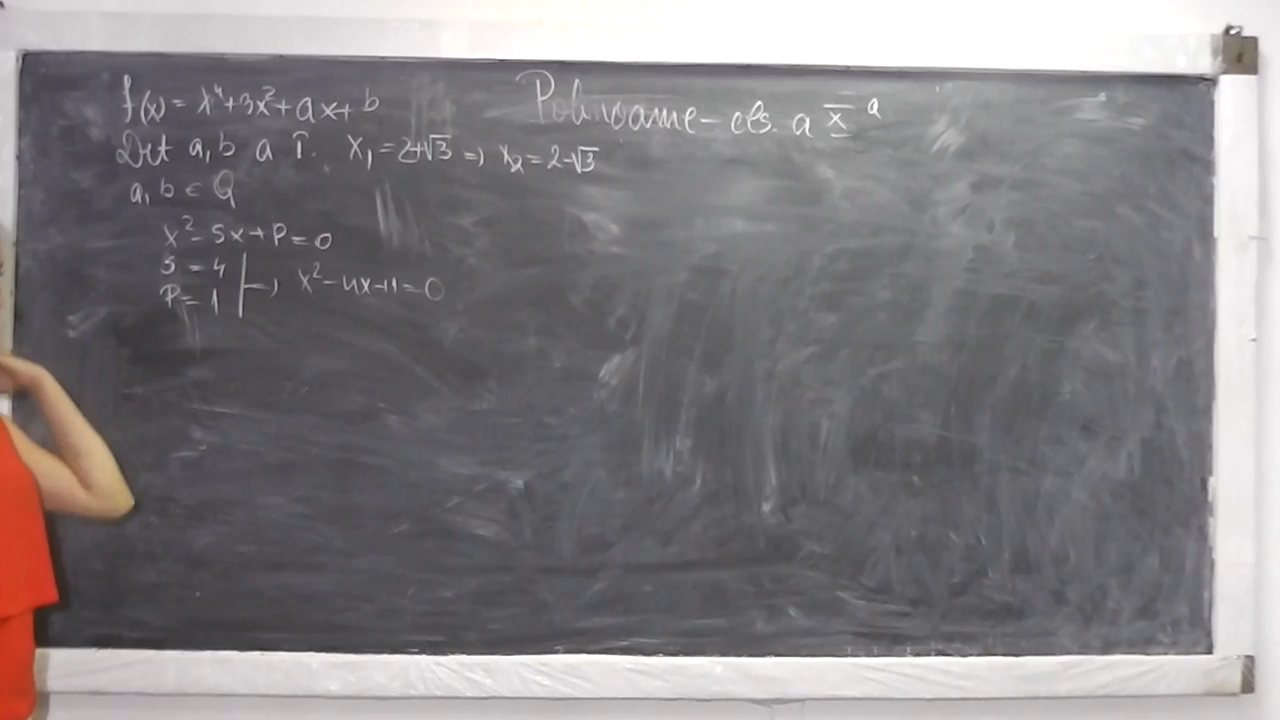 Polinoame - cls. a X a
f(x) = x⁴+3x²+ax+b
Det a, b a î. x₁=2+√3 => x₂=2-√3
a, b ∈ Q
x²-Sx+P=0
S=4
P=1 => x²-4x+1=0